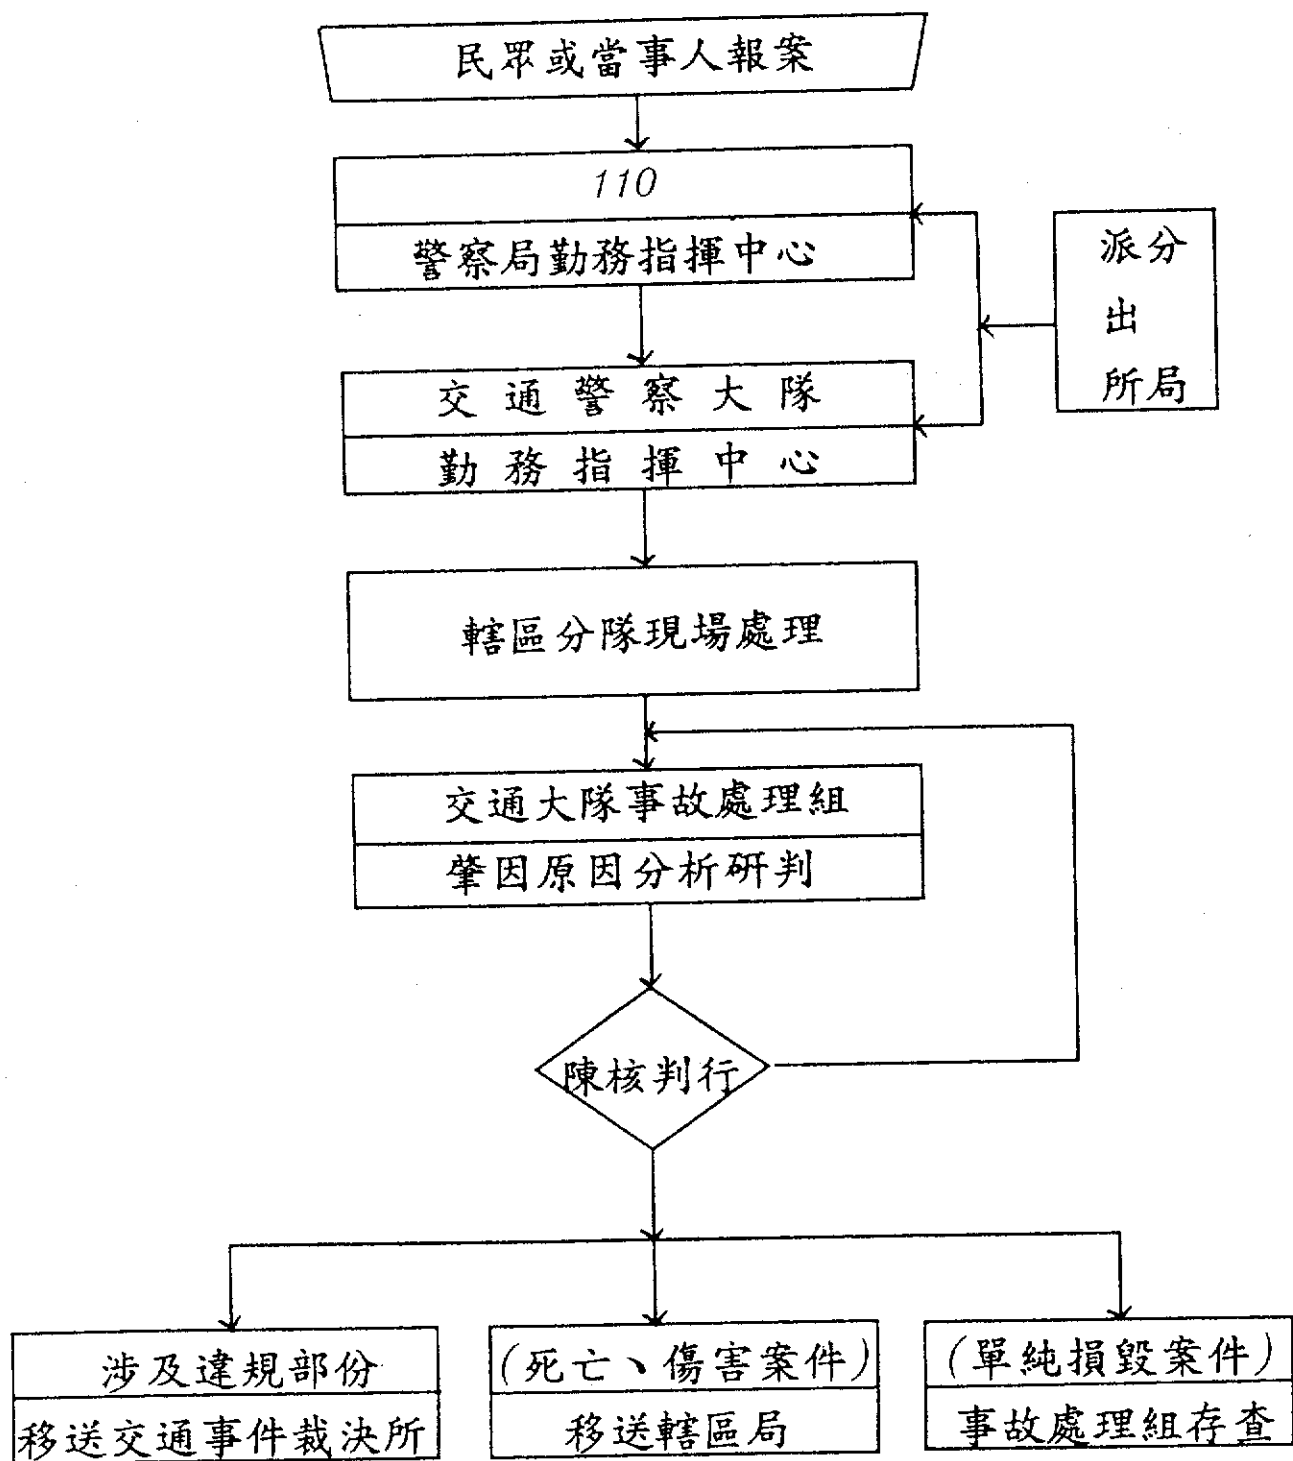 民眾或當事人報案
110
警察局勤務指揮中心
派分
出
所局
交通警察大隊
勤務指揮中心
轄區分隊現場處理
交通大隊事故處理組
肇因原因分析研判
陳核判行
涉及違規部份
移送交通事件裁決所
(死亡、傷害案件)
移送轄區局
(單純損毀案件)
事故處理組存查